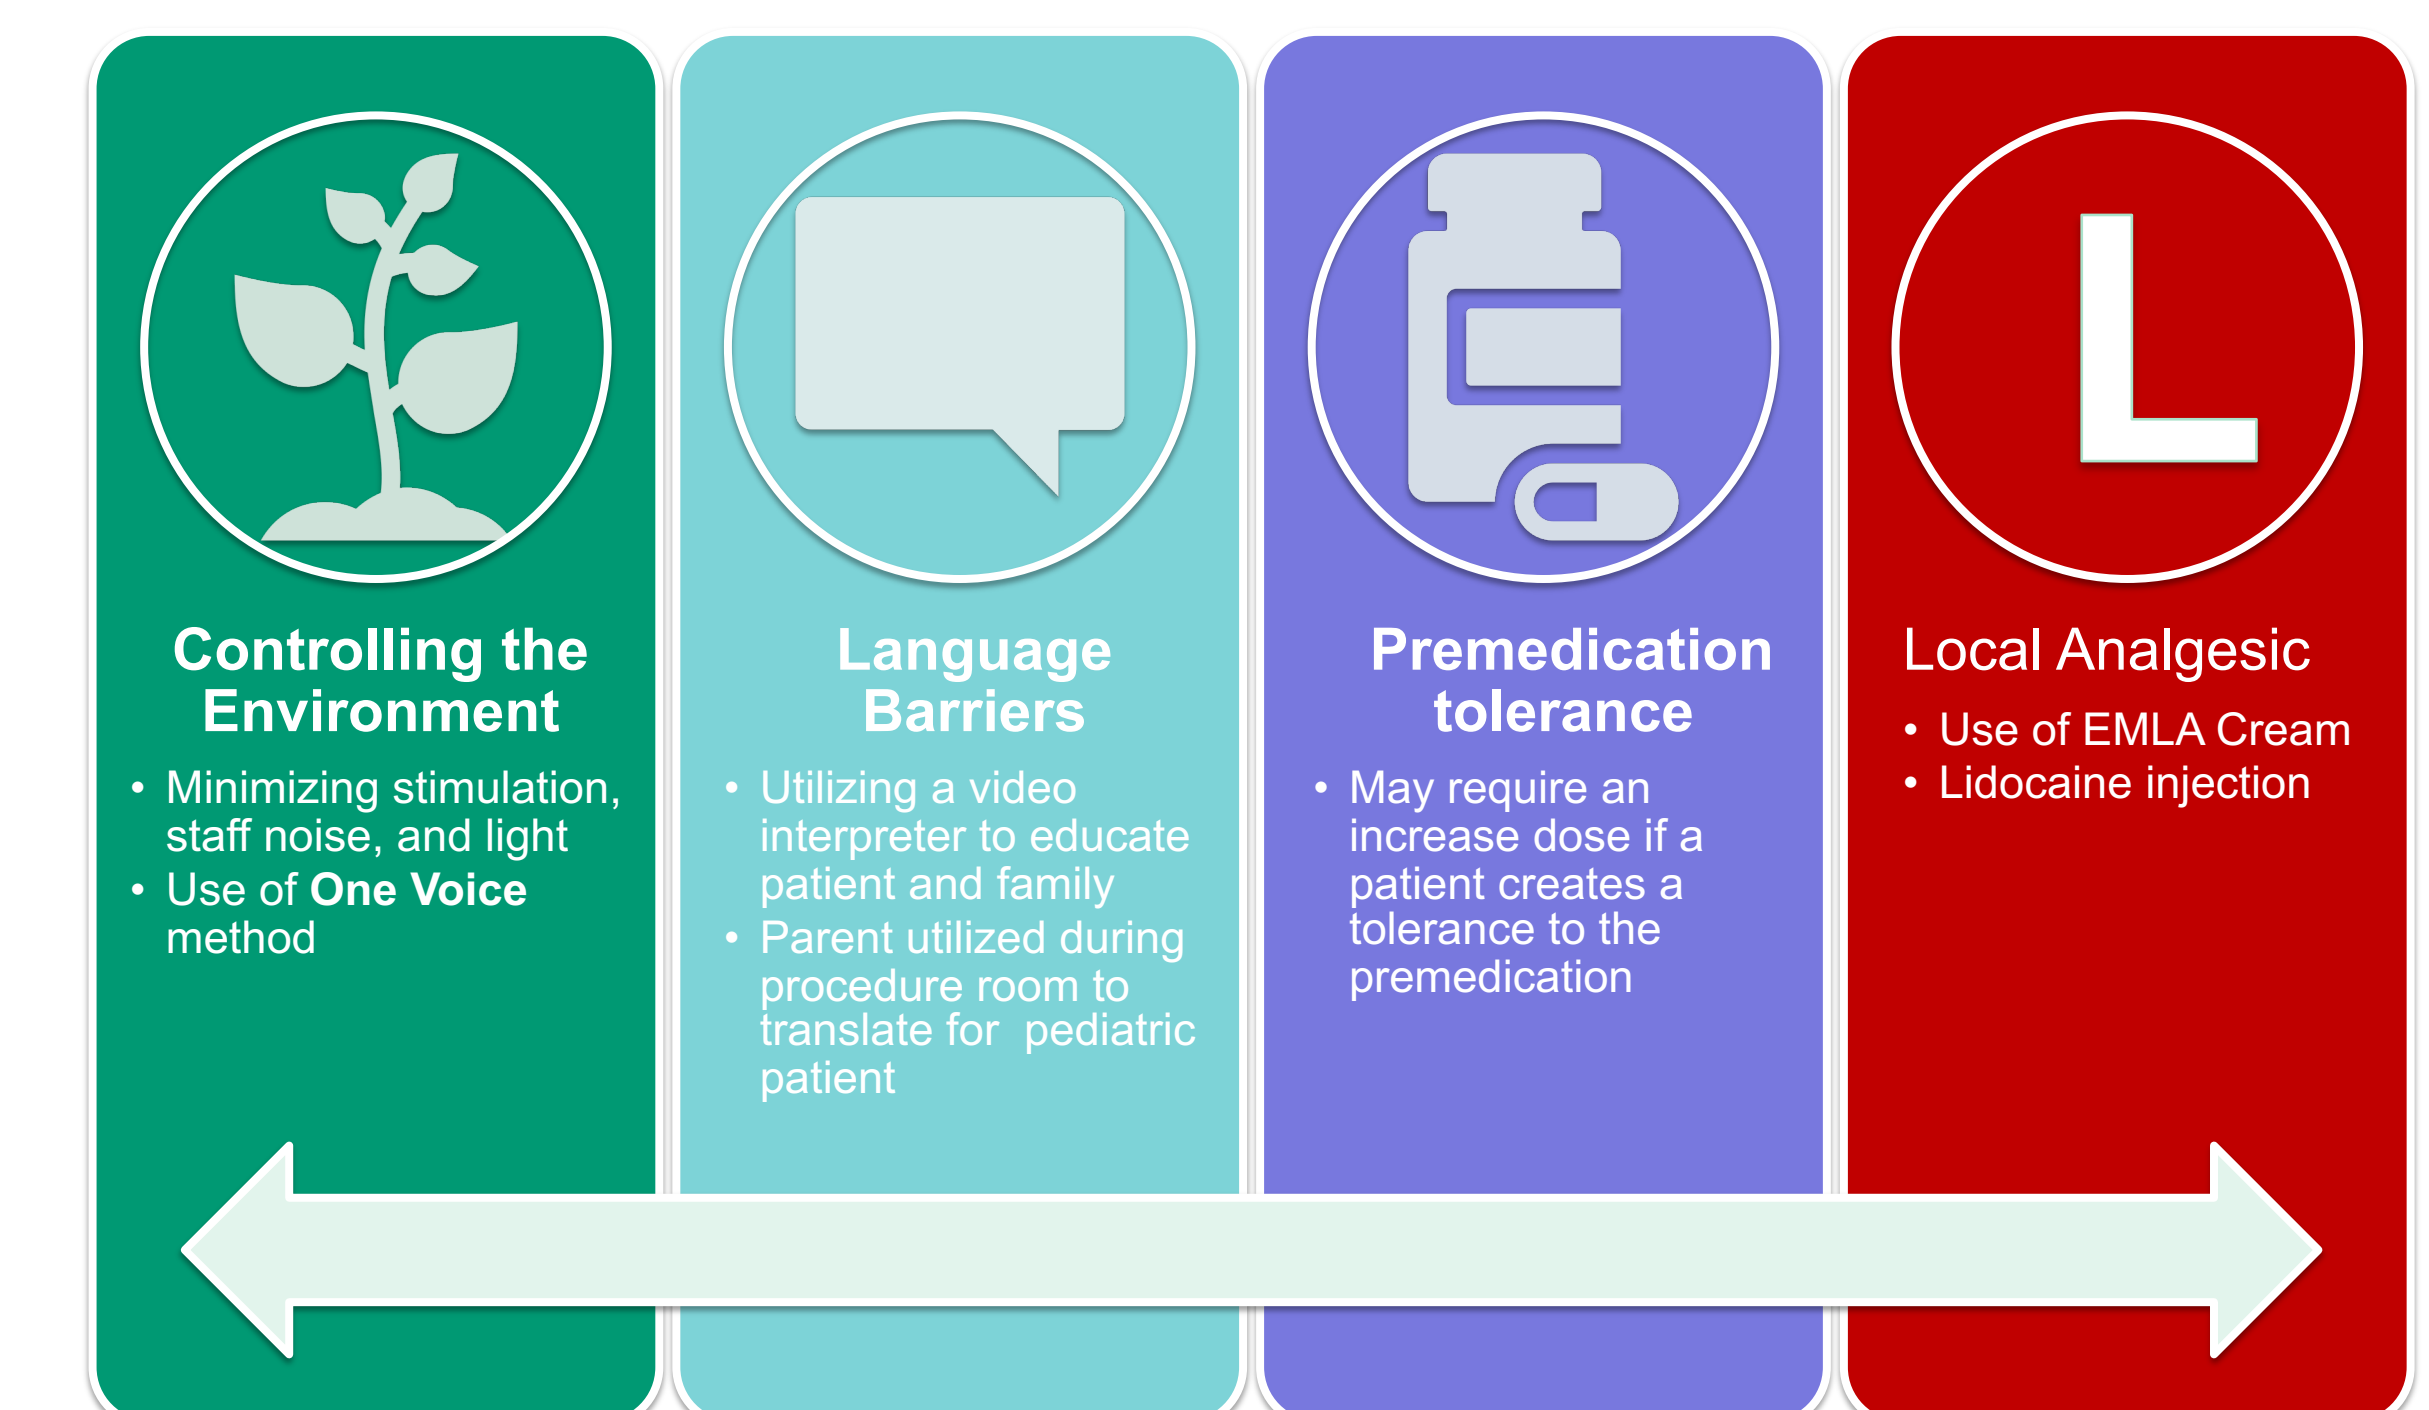 Controlling the
Environment
• Minimizing stimulation,
staff noise, and light
• Use of One Voice
method
Language
Barriers
• Utilizing a video
interpreter to educate
patient and family
• Parent utilized during
procedure room to
translate for  pediatric
patient
Premedication
tolerance
• May require an
increase dose if a
patient creates a
tolerance to the
premedication
L
Local Analgesic
• Use of EMLA Cream
• Lidocaine injection